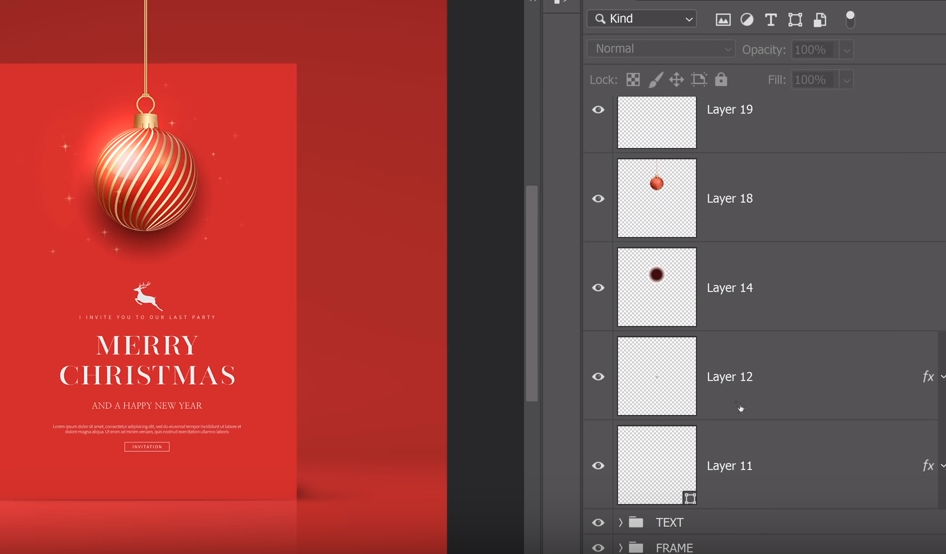 Kind
Normal
Opacity: 100%
Lock:
Fill: 100%
Layer 19
Layer 18
Layer 14
Layer 12
fx
Layer 11
fx
TEXT
FRAME
I INVITE YOU TO OUR LAST PARTY
MERRY
CHRISTMAS
AND A HAPPY NEW YEAR
Lorem ipsum dolor sit amet, consectetur adipiscing elit, sed do eiusmod tempor incididunt ut labore et
dolore magna aliqua. Ut enim ad minim veniam, quis nostrud exercitation ullamco laboris
INVITATION